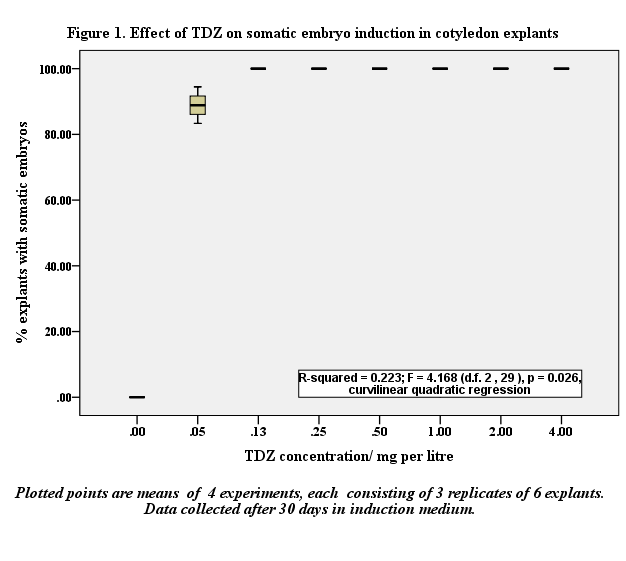 Figure 1. Effect of TDZ on somatic embryo induction in cotyledon explants
% explants with somatic embryos
100.00
80.00
60.00
40.00
20.00
.00
R-squared = 0.223; F = 4.168 (d.f. 2 , 29 ), p = 0.026,
curvilinear quadratic regression
.00 .05 .13 .25 .50 1.00 2.00 4.00
TDZ concentration/ mg per litre
Plotted points are means of 4 experiments, each consisting of 3 replicates of 6 explants.
Data collected after 30 days in induction medium.